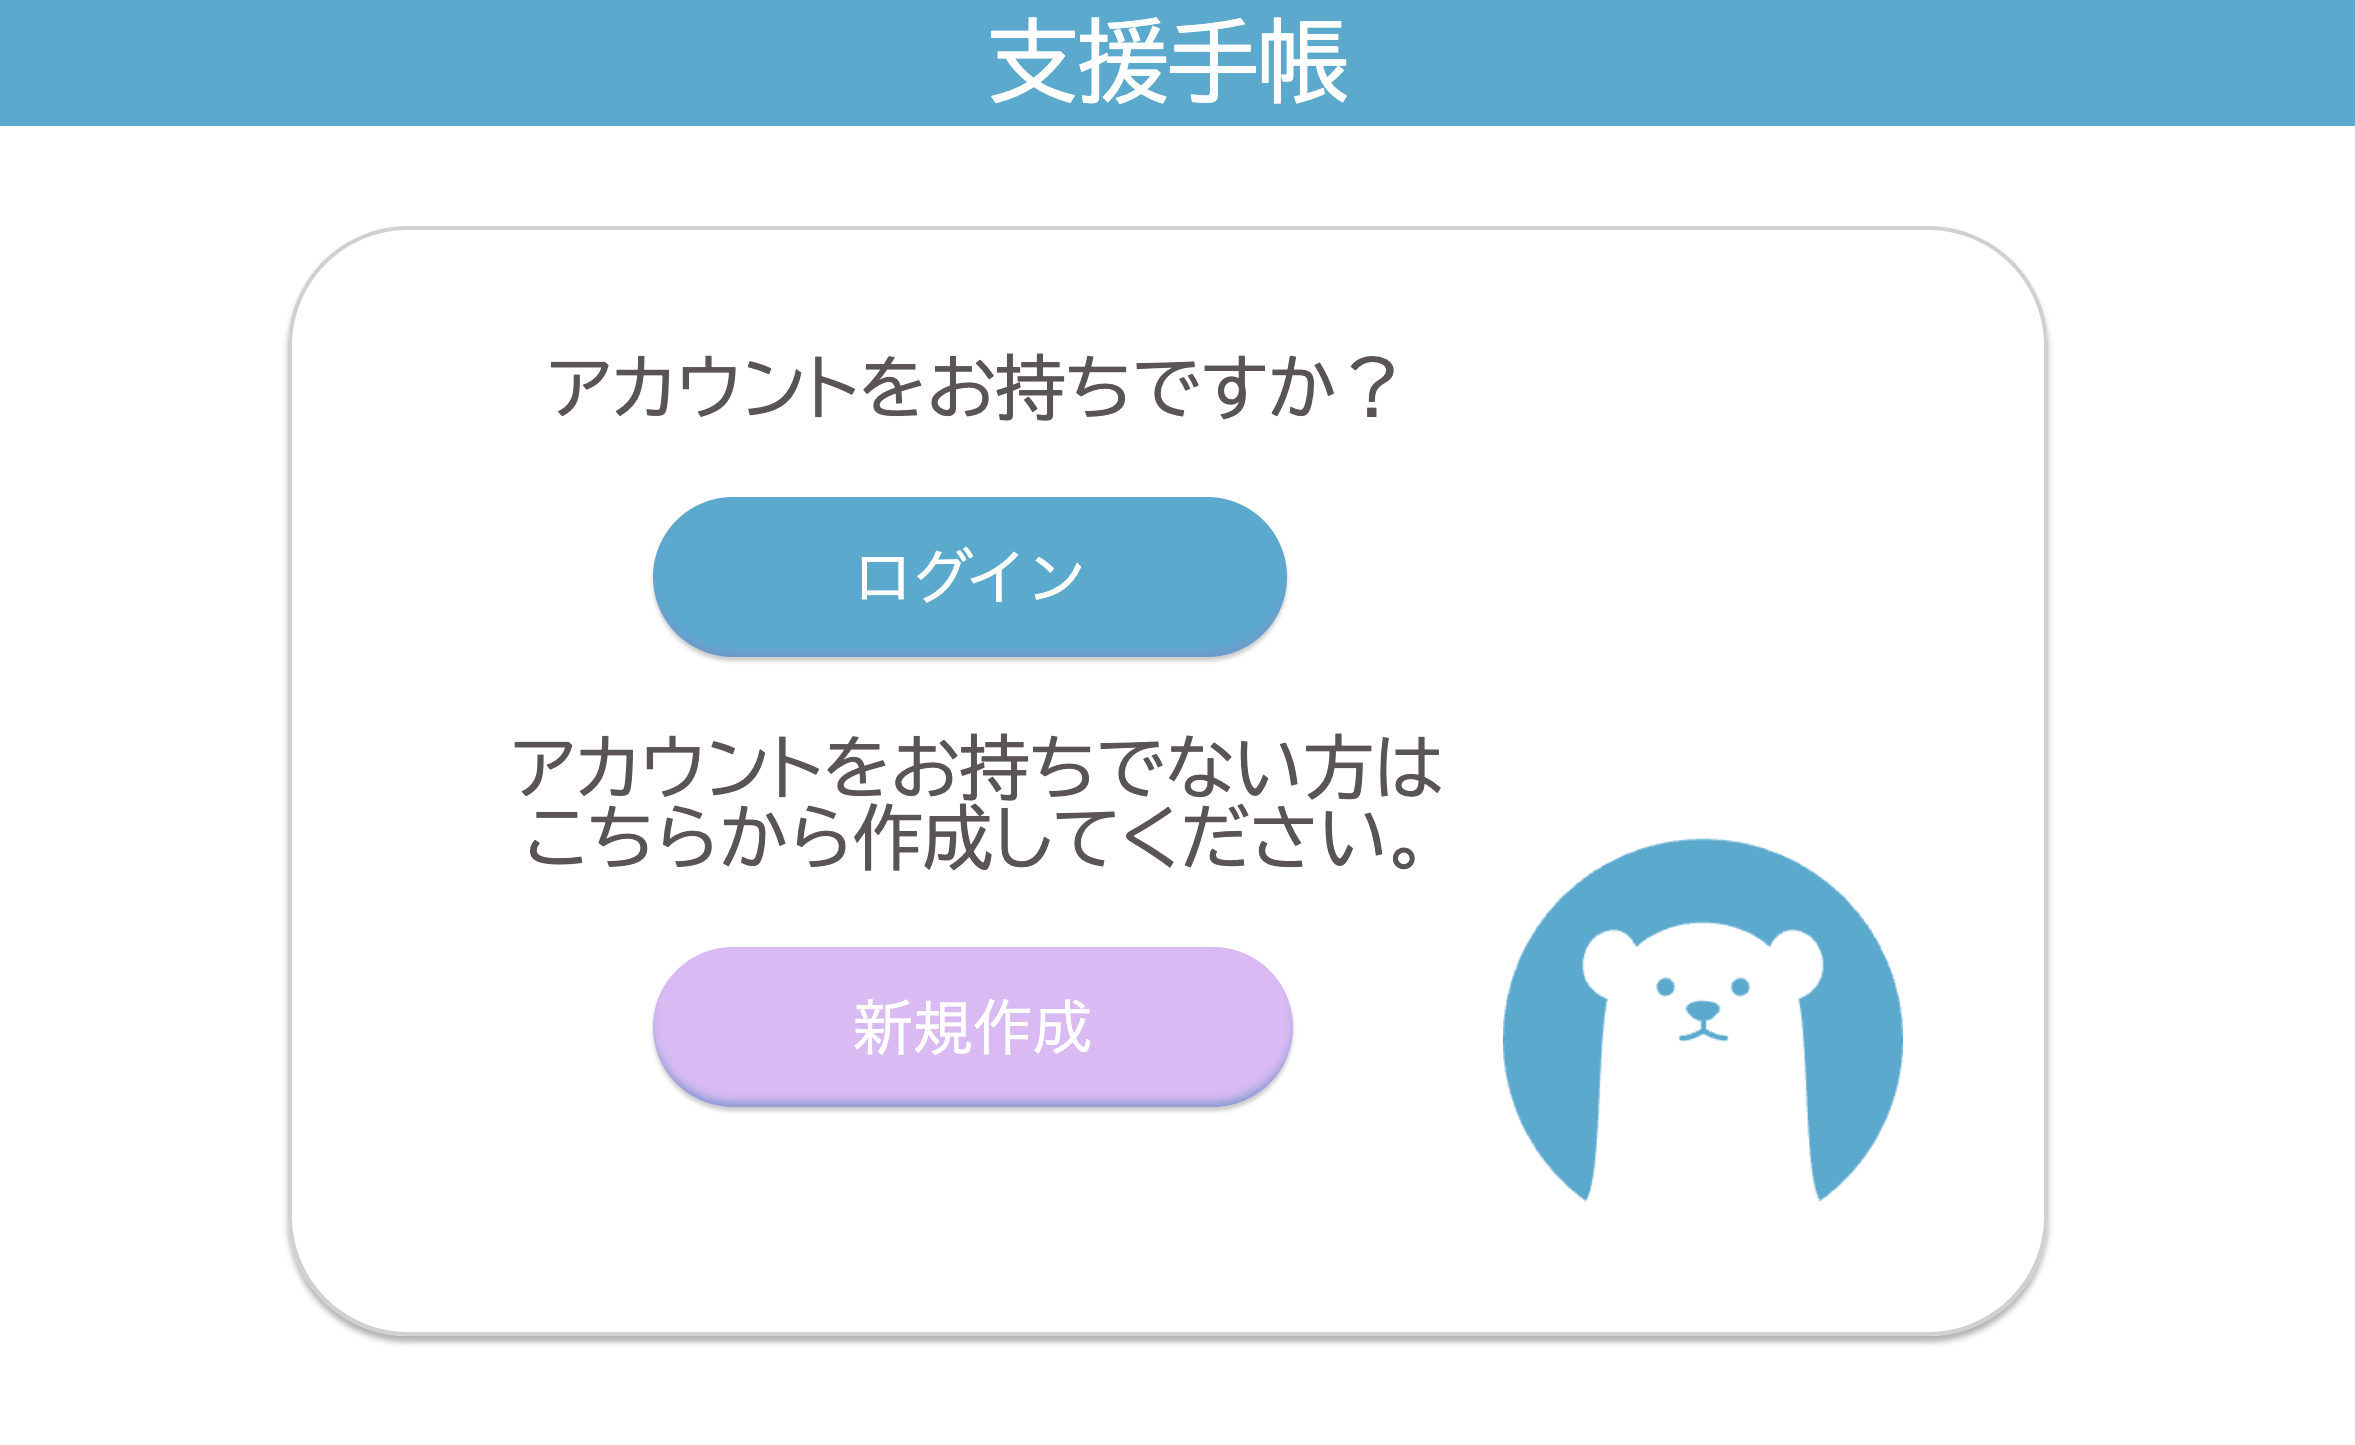 支援手帳
アカウントをお持ちですか？
ログイン
アカウントをお持ちでない方は
こちらから作成してください。
新規作成